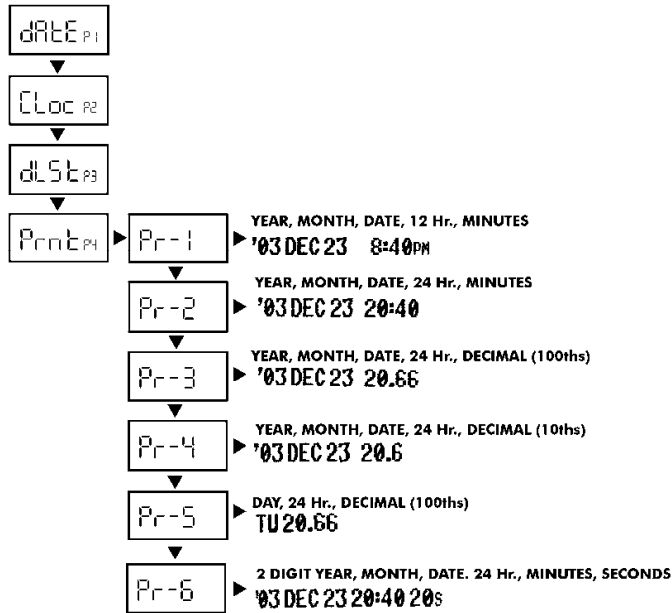 dAtE P1
CLoc P2
dLSt P3
Prnt P4
Pr-1
YEAR, MONTH, DATE, 12 Hr., MINUTES
'03 DEC 23 8:40PM
Pr-2
YEAR, MONTH, DATE, 24 Hr., MINUTES
'03 DEC 23 20:40
Pr-3
YEAR, MONTH, DATE, 24 Hr., DECIMAL (100ths)
'03 DEC 23 20.66
Pr-4
YEAR, MONTH, DATE, 24 Hr., DECIMAL (10ths)
'03 DEC 23 20.6
Pr-5
DAY, 24 Hr., DECIMAL (100ths)
TU 20.66
Pr-6
2 DIGIT YEAR, MONTH, DATE. 24 Hr., MINUTES, SECONDS
'03 DEC 23 20:40 20s